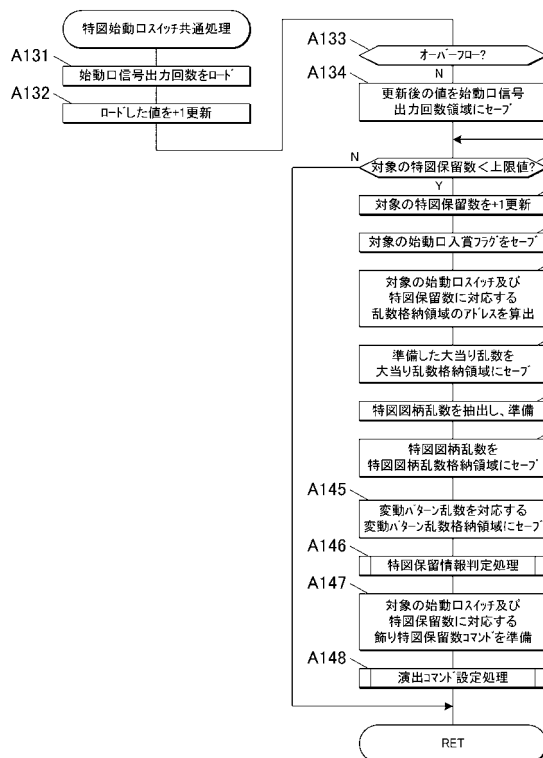 特図始動口スイッチ共通処理
A131
始動口信号出力回数をロード
A132
ロードした値を+1更新
A133
オーバーフロー?
N
A134
更新後の値を始動口信号
出力回数領域にセーブ
N
対象の特図保留数<上限値?
Y
対象の特図保留数を+1更新
対象の始動口入賞フラグをセーブ
対象の始動口スイッチ及び
特図保留数に対応する
乱数格納領域のアドレスを算出
準備した大当り乱数を
大当り乱数格納領域にセーブ
特図図柄乱数を抽出し、準備
特図図柄乱数を
特図図柄乱数格納領域にセーブ
A145
変動パターン乱数を対応する
変動パターン乱数格納領域にセーブ
A146
特図保留情報判定処理
A147
対象の始動口スイッチ及び
特図保留数に対応する
飾り特図保留数コマンドを準備
A148
演出コマンド設定処理
RET